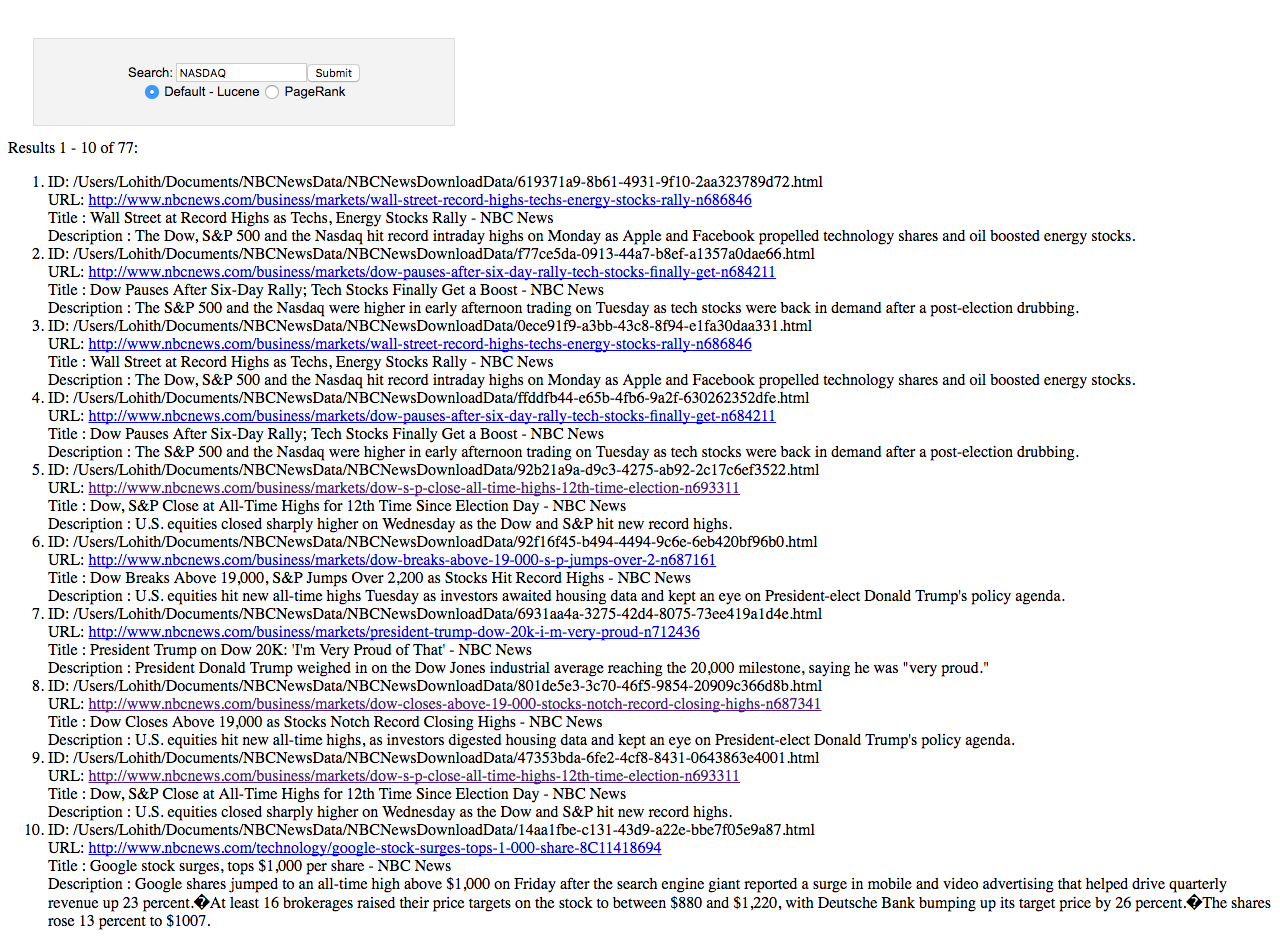 Search: NASDAQ Submit
Default - Lucene PageRank
Results 1 - 10 of 77:
1. ID: /Users/Lohith/Documents/NBCNewsData/NBCNewsDownloadData/619371a9-8b61-4931-9f10-2aa323789d72.html
URL: http://www.nbcnews.com/business/markets/wall-street-record-highs-techs-energy-stocks-rally-n686846
Title : Wall Street at Record Highs as Techs, Energy Stocks Rally - NBC News
Description : The Dow, S&P 500 and the Nasdaq hit record intraday highs on Monday as Apple and Facebook propelled technology shares and oil boosted energy stocks.
2. ID: /Users/Lohith/Documents/NBCNewsData/NBCNewsDownloadData/f77ce5da-0913-44a7-b8ef-a1357a0dae66.html
URL: http://www.nbcnews.com/business/markets/dow-pauses-after-six-day-rally-tech-stocks-finally-get-n684211
Title : Dow Pauses After Six-Day Rally; Tech Stocks Finally Get a Boost - NBC News
Description : The S&P 500 and the Nasdaq were higher in early afternoon trading on Tuesday as tech stocks were back in demand after a post-election drubbing.
3. ID: /Users/Lohith/Documents/NBCNewsData/NBCNewsDownloadData/0ece91f9-a3bb-43c8-8f94-e1fa30daa331.html
URL: http://www.nbcnews.com/business/markets/wall-street-record-highs-techs-energy-stocks-rally-n686846
Title : Wall Street at Record Highs as Techs, Energy Stocks Rally - NBC News
Description : The Dow, S&P 500 and the Nasdaq hit record intraday highs on Monday as Apple and Facebook propelled technology shares and oil boosted energy stocks.
4. ID: /Users/Lohith/Documents/NBCNewsData/NBCNewsDownloadData/ffddfb44-e65b-4fb6-9a2f-630262352dfe.html
URL: http://www.nbcnews.com/business/markets/dow-pauses-after-six-day-rally-tech-stocks-finally-get-n684211
Title : Dow Pauses After Six-Day Rally; Tech Stocks Finally Get a Boost - NBC News
Description : The S&P 500 and the Nasdaq were higher in early afternoon trading on Tuesday as tech stocks were back in demand after a post-election drubbing.
5. ID: /Users/Lohith/Documents/NBCNewsData/NBCNewsDownloadData/92b21a9a-d9c3-4275-ab92-2c17c6ef3522.html
URL: http://www.nbcnews.com/business/markets/dow-s-p-close-all-time-highs-12th-time-election-n693311
Title : Dow, S&P Close at All-Time Highs for 12th Time Since Election Day - NBC News
Description : U.S. equities closed sharply higher on Wednesday as the Dow and S&P hit new record highs.
6. ID: /Users/Lohith/Documents/NBCNewsData/NBCNewsDownloadData/92f16f45-b494-4494-9c6e-6eb420bf96b0.html
URL: http://www.nbcnews.com/business/markets/dow-breaks-above-19-000-s-p-jumps-over-2-n687161
Title : Dow Breaks Above 19,000, S&P Jumps Over 2,200 as Stocks Hit Record Highs - NBC News
Description : U.S. equities hit new all-time highs Tuesday as investors awaited housing data and kept an eye on President-elect Donald Trump's policy agenda.
7. ID: /Users/Lohith/Documents/NBCNewsData/NBCNewsDownloadData/6931aa4a-3275-42d4-8075-73ee419a1d4e.html
URL: http://www.nbcnews.com/business/markets/president-trump-dow-20k-i-m-very-proud-n712436
Title : President Trump on Dow 20K: 'I'm Very Proud of That' - NBC News
Description : President Donald Trump weighed in on the Dow Jones industrial average reaching the 20,000 milestone, saying he was "very proud."
8. ID: /Users/Lohith/Documents/NBCNewsData/NBCNewsDownloadData/801de5e3-3c70-46f5-9854-20909c366d8b.html
URL: http://www.nbcnews.com/business/markets/dow-closes-above-19-000-stocks-notch-record-closing-highs-n687341
Title : Dow Closes Above 19,000 as Stocks Notch Record Closing Highs - NBC News
Description : U.S. equities hit new all-time highs, as investors digested housing data and kept an eye on President-elect Donald Trump's policy agenda.
9. ID: /Users/Lohith/Documents/NBCNewsData/NBCNewsDownloadData/47353bda-6fe2-4cf8-8431-0643863e4001.html
URL: http://www.nbcnews.com/business/markets/dow-s-p-close-all-time-highs-12th-time-election-n693311
Title : Dow, S&P Close at All-Time Highs for 12th Time Since Election Day - NBC News
Description : U.S. equities closed sharply higher on Wednesday as the Dow and S&P hit new record highs.
10. ID: /Users/Lohith/Documents/NBCNewsData/NBCNewsDownloadData/14aa1fbe-c131-43d9-a22e-bbe7f05e9a87.html
URL: http://www.nbcnews.com/technology/google-stock-surges-tops-1-000-share-8C11418694
Title : Google stock surges, tops $1,000 per share - NBC News
Description : Google shares jumped to an all-time high above $1,000 on Friday after the search engine giant reported a surge in mobile and video advertising that helped drive quarterly
revenue up 23 percent.�At least 16 brokerages raised their price targets on the stock to between $880 and $1,220, with Deutsche Bank bumping up its target price by 26 percent.�The shares
rose 13 percent to $1007.